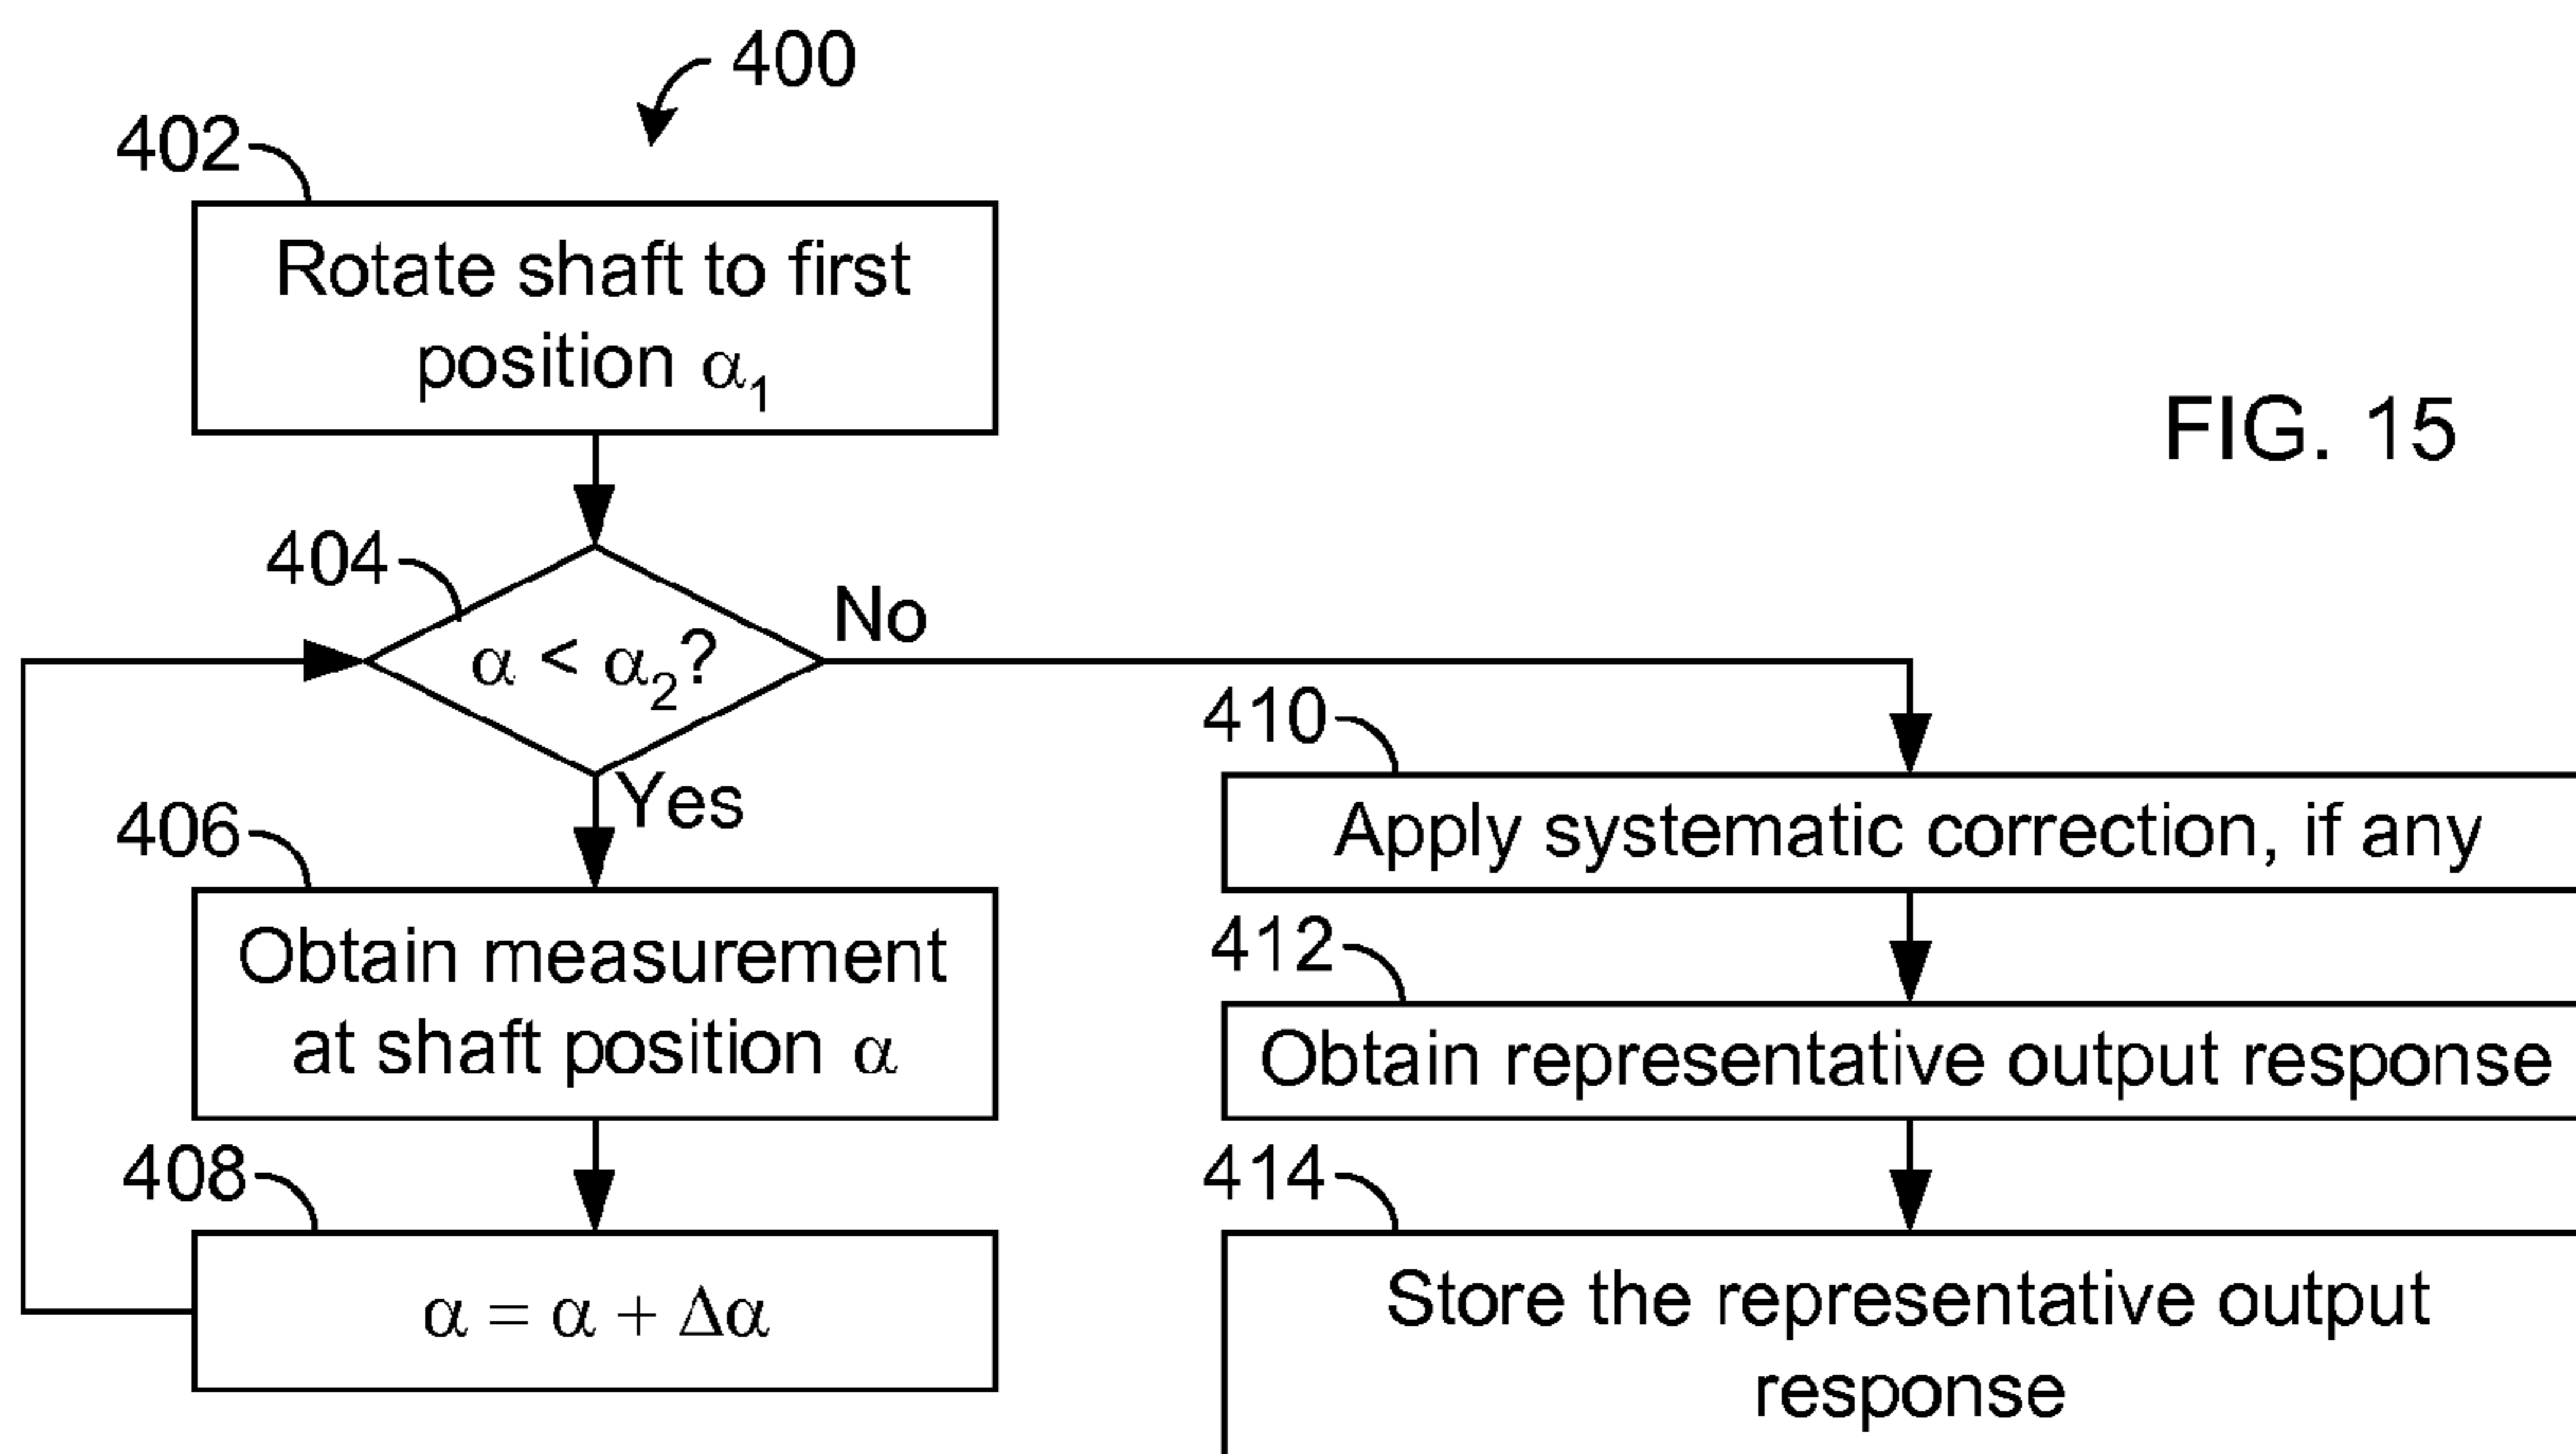 400
402
Rotate shaft to first
position α₁
FIG. 15
404
α < α₂?
No
Yes
406
Obtain measurement
at shaft position α
408
α = α + Δα
410
Apply systematic correction, if any
412
Obtain representative output response
414
Store the representative output
response